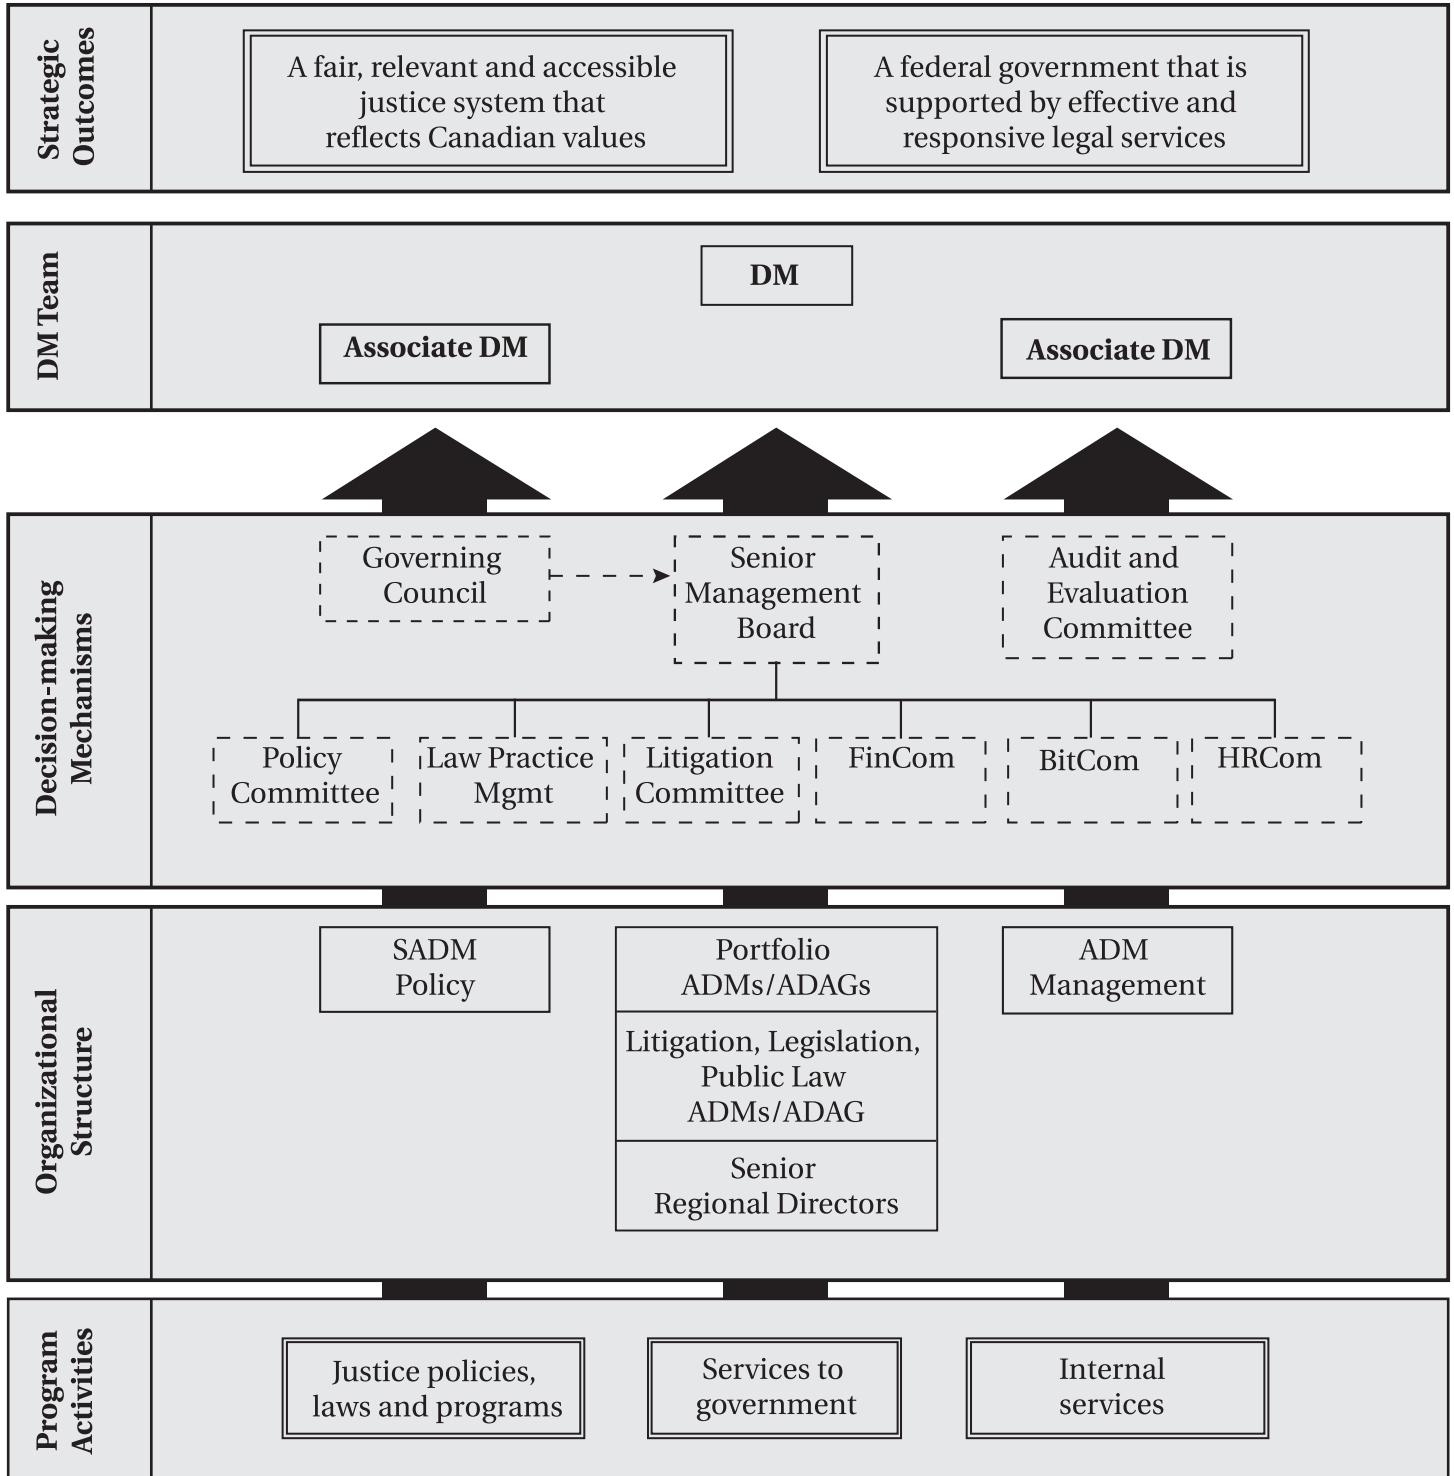 Strategic
Outcomes
A fair, relevant and accessible
justice system that
reflects Canadian values
A federal government that is
supported by effective and
responsive legal services
DM Team
DM
Associate DM
Associate DM
Decision-making
Mechanisms
Governing
Council
Senior
Management
Board
Audit and
Evaluation
Committee
Policy
Committee
Law Practice
Mgmt
Litigation
Committee
FinCom
BitCom
HRCom
Organizational
Structure
SADM
Policy
Portfolio
ADMs/ADAGs
Litigation, Legislation,
Public Law
ADMs/ADAG
Senior
Regional Directors
ADM
Management
Program
Activities
Justice policies,
laws and programs
Services to
government
Internal
services